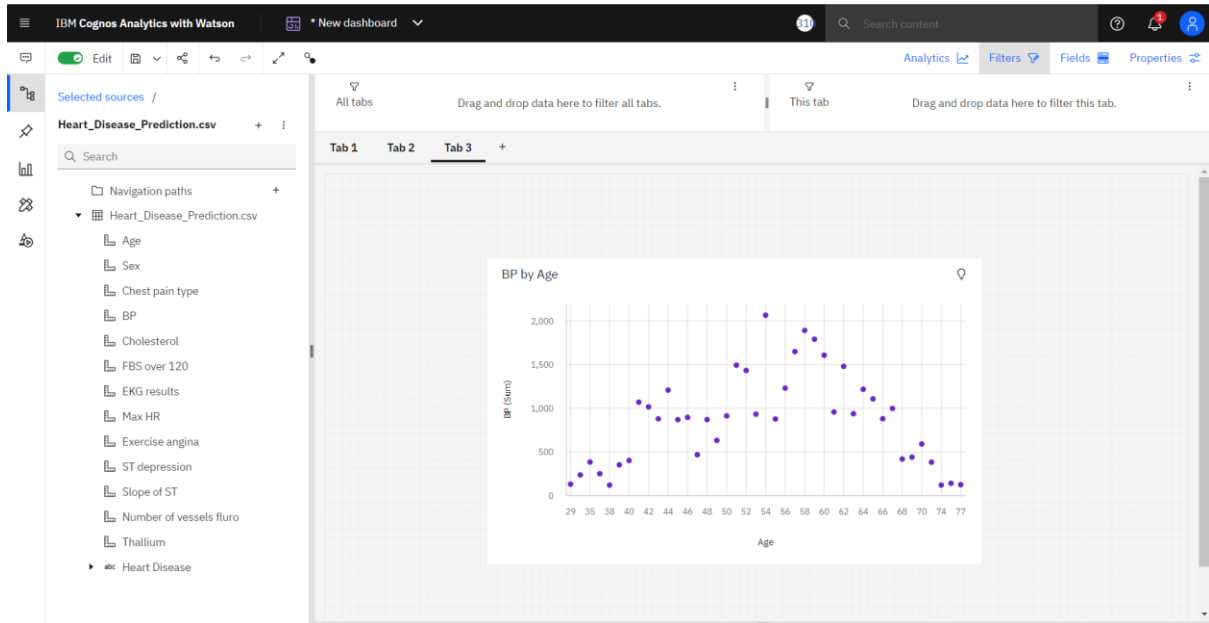 IBM Cognos Analytics with Watson
* New dashboard
Search content
1
Edit
Analytics
Filters
Fields
Properties
Selected sources /
Heart_Disease_Prediction.csv
Search
Navigation paths
Heart_Disease_Prediction.csv
Age
Sex
Chest pain type
BP
Cholesterol
FBS over 120
EKG results
Max HR
Exercise angina
ST depression
Slope of ST
Number of vessels fluro
Thallium
abc Heart Disease
All tabs
Drag and drop data here to filter all tabs.
This tab
Drag and drop data here to filter this tab.
Tab 1 Tab 2 Tab 3 +
BP by Age
BP (Sum)
2,000
1,500
1,000
500
0
29 35 38 40 42 44 46 48 50 52 54 56 58 60 62 64 66 68 70 74 77
Age